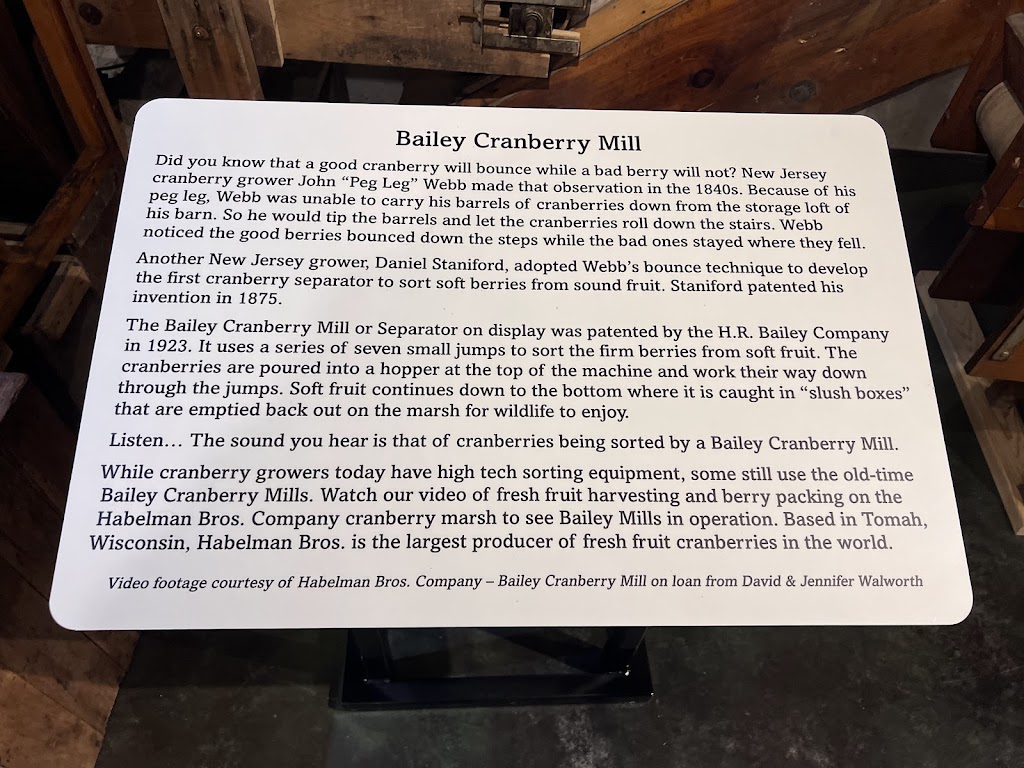 Bailey Cranberry Mill
Did you know that a good cranberry will bounce while a bad berry will not? New Jersey
cranberry grower John “Peg Leg” Webb made that observation in the 1840s. Because of his
peg leg, Webb was unable to carry his barrels of cranberries down from the storage loft of
his barn. So he would tip the barrels and let the cranberries roll down the stairs. Webb
noticed the good berries bounced down the steps while the bad ones stayed where they fell.
Another New Jersey grower, Daniel Staniford, adopted Webb’s bounce technique to develop
the first cranberry separator to sort soft berries from sound fruit. Staniford patented his
invention in 1875.
The Bailey Cranberry Mill or Separator on display was patented by the H.R. Bailey Company
in 1923. It uses a series of seven small jumps to sort the firm berries from soft fruit. The
cranberries are poured into a hopper at the top of the machine and work their way down
through the jumps. Soft fruit continues down to the bottom where it is caught in “slush boxes”
that are emptied back out on the marsh for wildlife to enjoy.
Listen... The sound you hear is that of cranberries being sorted by a Bailey Cranberry Mill.
While cranberry growers today have high tech sorting equipment, some still use the old-time
Bailey Cranberry Mills. Watch our video of fresh fruit harvesting and berry packing on the
Habelman Bros. Company cranberry marsh to see Bailey Mills in operation. Based in Tomah,
Wisconsin, Habelman Bros. is the largest producer of fresh fruit cranberries in the world.
Video footage courtesy of Habelman Bros. Company – Bailey Cranberry Mill on loan from David & Jennifer Walworth